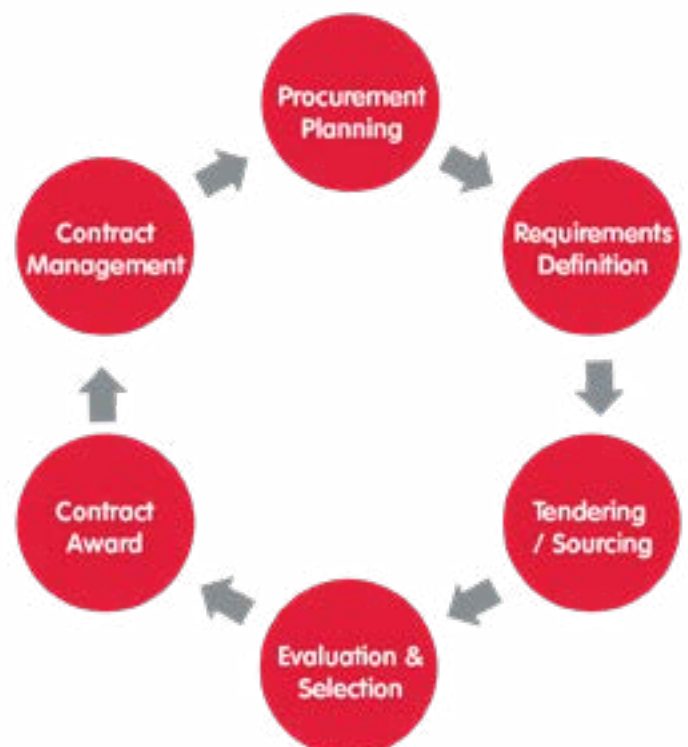 Procurement
Planning
Requirements
Definition
Tendering
/ Sourcing
Evaluation &
Selection
Contract
Award
Contract
Management